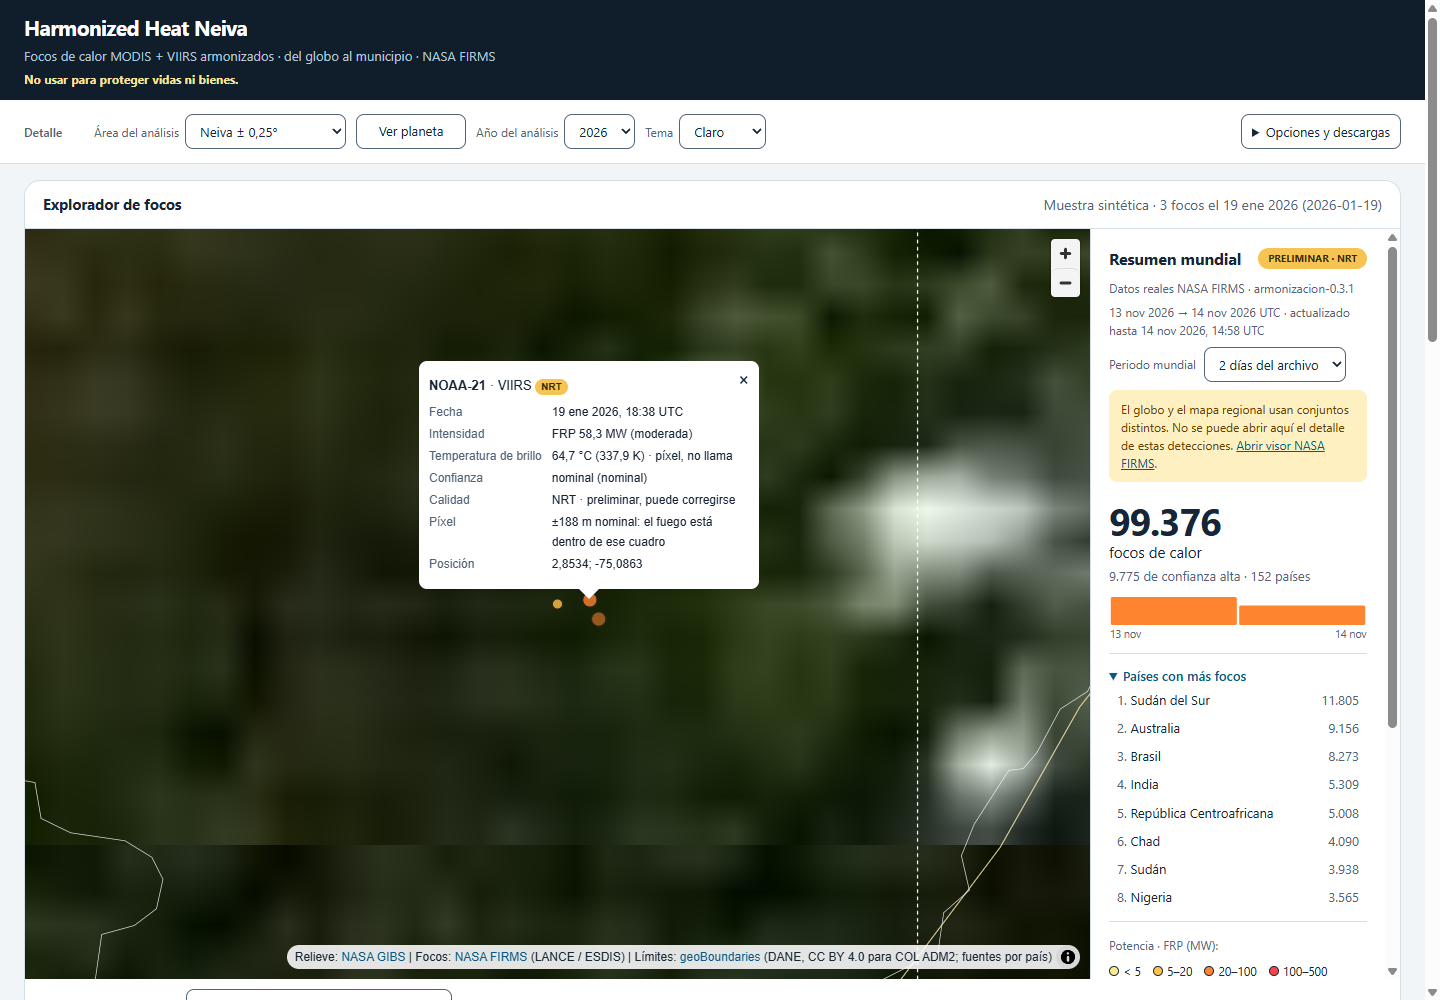 Harmonized Heat Neiva
Focos de calor MODIS + VIIRS armonizados · del globo al municipio · NASA FIRMS
No usar para proteger vidas ni bienes.
Detalle
Área del análisis
Neiva ± 0,25°
Ver planeta
Año del análisis
2026
Tema
Claro
▶ Opciones y descargas
Explorador de focos
Muestra sintética · 3 focos el 19 ene 2026 (2026-01-19)
+
−
NOAA-21 · VIIRS NRT
×
Fecha 19 ene 2026, 18:38 UTC
Intensidad FRP 58,3 MW (moderada)
Temperatura de brillo 64,7 °C (337,9 K) · píxel, no llama
Confianza nominal (nominal)
Calidad NRT · preliminar, puede corregirse
Píxel ±188 m nominal: el fuego está
dentro de ese cuadro
Posición 2,8534; -75,0863
Relieve: NASA GIBS | Focos: NASA FIRMS (LANCE / ESDIS) | Límites: geoBoundaries (DANE, CC BY 4.0 para COL ADM2; fuentes por país)
Resumen mundial
PRELIMINAR · NRT
Datos reales NASA FIRMS · armonizacion-0.3.1
13 nov 2026 → 14 nov 2026 UTC · actualizado
hasta 14 nov 2026, 14:58 UTC
Periodo mundial
2 días del archivo
El globo y el mapa regional usan conjuntos
distintos. No se puede abrir aquí el detalle
de estas detecciones. Abrir visor NASA
FIRMS.
99.376
focos de calor
9.775 de confianza alta · 152 países
13 nov
14 nov
▼ Países con más focos
1. Sudán del Sur 11.805
2. Australia 9.156
3. Brasil 8.273
4. India 5.309
5. República Centroafricana 5.008
6. Chad 4.090
7. Sudán 3.938
8. Nigeria 3.565
Potencia · FRP (MW):
< 5
5–20
20–100
100–500